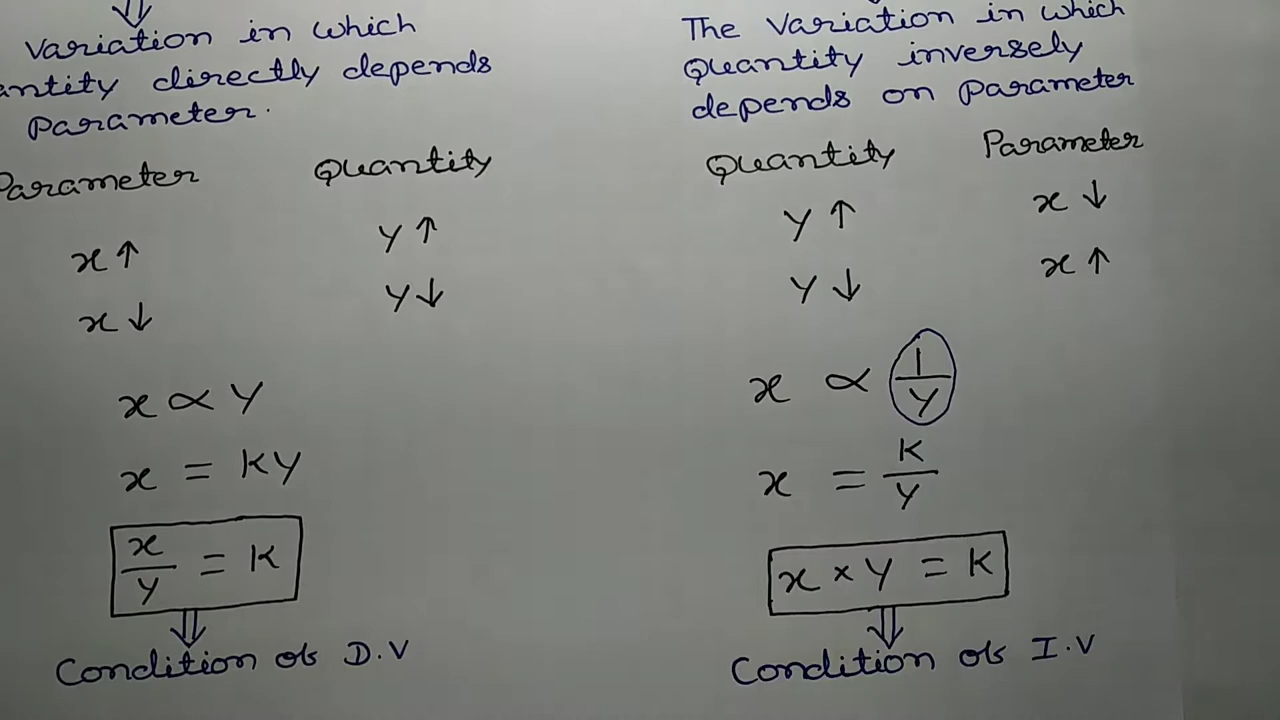 ⇓
Variation in which
antity directly depends
Parameter.
Parameter Quantity
x↑ y↑
x↓ y↓
x ∝ y
x = Ky
x/y = K
⇓
Condition of D.V
The Variation in which
Quantity inversely
depends on Parameter
Quantity Parameter
y↑ x↓
y↓ x↑
x ∝ 1/y
x = K/y
x × y = K
⇓
Condition of I.V